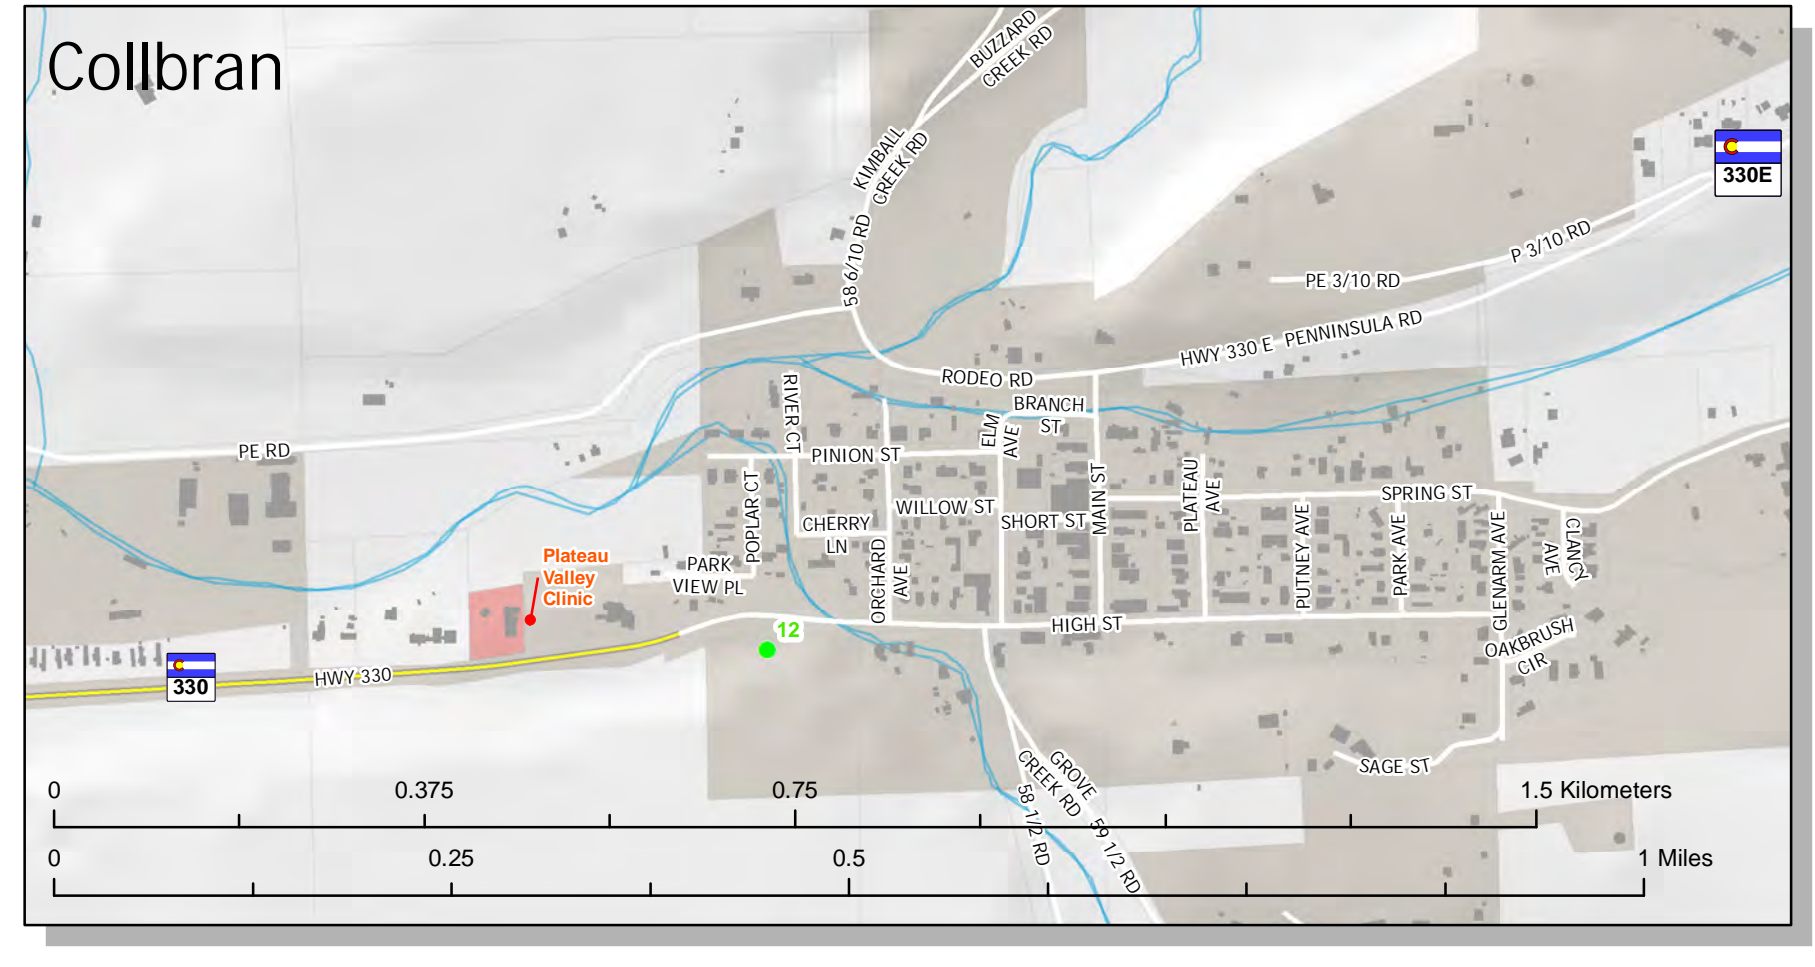 Collbran
BUZZARD
CREEK RD
KIMBALL
CREEK RD
330E
58 6/10 RD
P 3/10 RD
PE 3/10 RD
HWY 330 E PENNINSULA RD
RODEO RD
RIVER CT
BRANCH
ST
ELM
AVE
PE RD
PINION ST
POPLAR CT
WILLOW ST
SHORT ST
MAIN ST
PLATEAU
AVE
SPRING ST
CHERRY
LN
ORCHARD
AVE
PUTNEY AVE
PARK AVE
GLENARM AVE
CLANCY
AVE
Plateau
Valley
Clinic
PARK
VIEW PL
12
HIGH ST
OAKBRUSH
CIR
330
HWY 330
SAGE ST
GROVE
CREEK RD
58 1/2 RD
59 1/2 RD
0 0.375 0.75 1.5 Kilometers
0 0.25 0.5 1 Miles